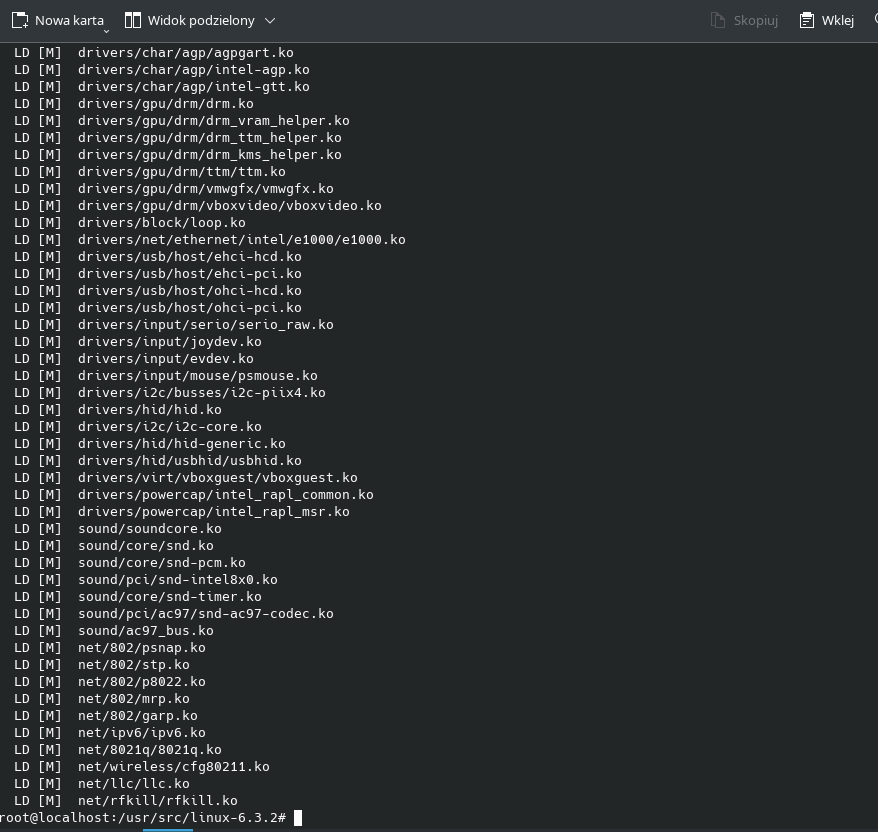 Nowa karta Widok podzielony Skopiuj Wklej
LD [M] drivers/char/agp/agpgart.ko
LD [M] drivers/char/agp/intel-agp.ko
LD [M] drivers/char/agp/intel-gtt.ko
LD [M] drivers/gpu/drm/drm.ko
LD [M] drivers/gpu/drm/drm_vram_helper.ko
LD [M] drivers/gpu/drm/drm_ttm_helper.ko
LD [M] drivers/gpu/drm/drm_kms_helper.ko
LD [M] drivers/gpu/drm/ttm/ttm.ko
LD [M] drivers/gpu/drm/vmwgfx/vmwgfx.ko
LD [M] drivers/gpu/drm/vboxvideo/vboxvideo.ko
LD [M] drivers/block/loop.ko
LD [M] drivers/net/ethernet/intel/e1000/e1000.ko
LD [M] drivers/usb/host/ehci-hcd.ko
LD [M] drivers/usb/host/ehci-pci.ko
LD [M] drivers/usb/host/ohci-hcd.ko
LD [M] drivers/usb/host/ohci-pci.ko
LD [M] drivers/input/serio/serio_raw.ko
LD [M] drivers/input/joydev.ko
LD [M] drivers/input/evdev.ko
LD [M] drivers/input/mouse/psmouse.ko
LD [M] drivers/i2c/busses/i2c-piix4.ko
LD [M] drivers/hid/hid.ko
LD [M] drivers/i2c/i2c-core.ko
LD [M] drivers/hid/hid-generic.ko
LD [M] drivers/hid/usbhid/usbhid.ko
LD [M] drivers/virt/vboxguest/vboxguest.ko
LD [M] drivers/powercap/intel_rapl_common.ko
LD [M] drivers/powercap/intel_rapl_msr.ko
LD [M] sound/soundcore.ko
LD [M] sound/core/snd.ko
LD [M] sound/core/snd-pcm.ko
LD [M] sound/pci/snd-intel8x0.ko
LD [M] sound/core/snd-timer.ko
LD [M] sound/pci/ac97/snd-ac97-codec.ko
LD [M] sound/ac97_bus.ko
LD [M] net/802/psnap.ko
LD [M] net/802/stp.ko
LD [M] net/802/p8022.ko
LD [M] net/802/mrp.ko
LD [M] net/802/garp.ko
LD [M] net/ipv6/ipv6.ko
LD [M] net/8021q/8021q.ko
LD [M] net/wireless/cfg80211.ko
LD [M] net/llc/llc.ko
LD [M] net/rfkill/rfkill.ko
root@localhost:/usr/src/linux-6.3.2#